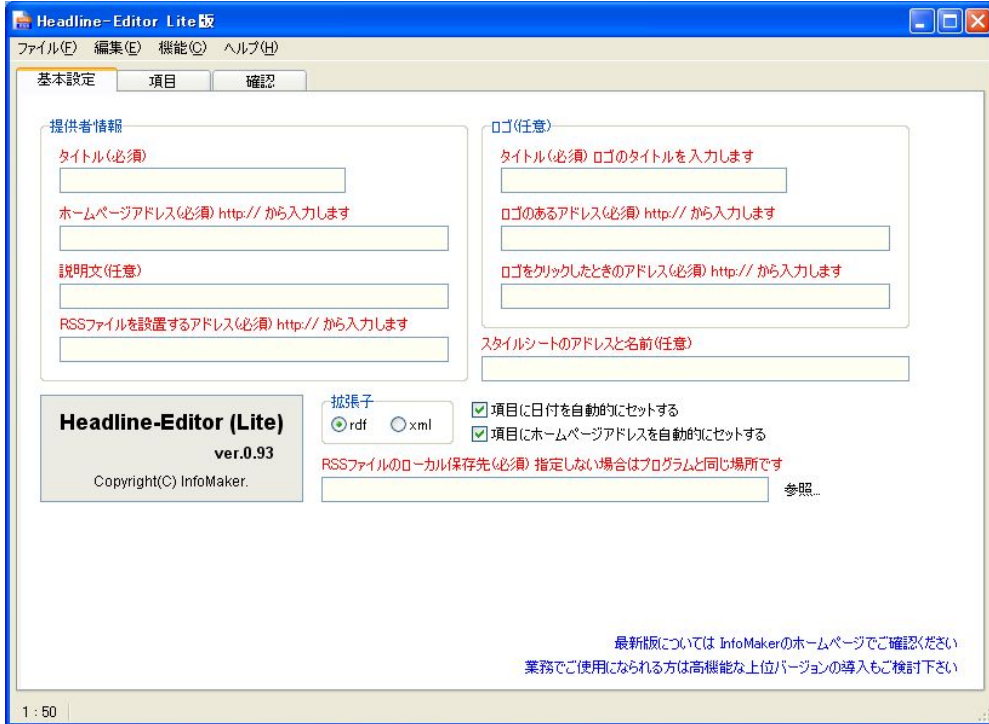 Headline-Editor Lite版
ファイル(F) 編集(E) 機能(C) ヘルプ(H)
基本設定 項目 確認
提供者情報
タイトル(必須)
ホームページアドレス(必須) http:// から入力します
説明文(任意)
RSSファイルを設置するアドレス(必須) http:// から入力します
ロゴ(任意)
タイトル(必須) ロゴのタイトルを入力します
ロゴのあるアドレス(必須) http:// から入力します
ロゴをクリックしたときのアドレス(必須) http:// から入力します
スタイルシートのアドレスと名前(任意)
Headline-Editor (Lite)
ver.0.93
Copyright(C) InfoMaker.
拡張子
rdf xml
項目に日付を自動的にセットする
項目にホームページアドレスを自動的にセットする
RSSファイルのローカル保存先(必須) 指定しない場合はプログラムと同じ場所です
参照...
最新版については InfoMakerのホームページでご確認ください
業務でご使用になられる方は高機能な上位バージョンの導入もご検討下さい
1 : 50